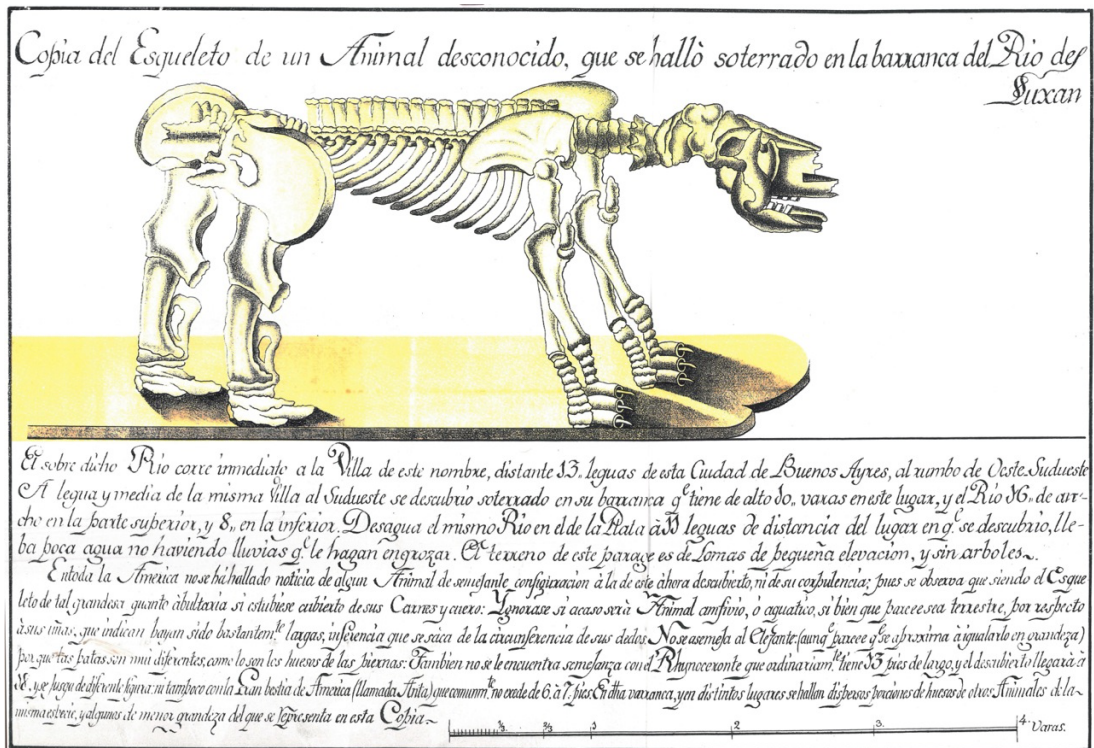 Copia del Esqueleto de un Animal desconocido, que se hallò soterrado en la barranca del Rio de
Luxan
El sobre dicho Rio corre inmediato a la Villa de este nombre, distante 13. leguas de esta Ciudad de Buenos Ayres, al rumbo de Oeste Sudueste
A legua y media de la misma Villa al Sudueste se descubrio soterrado en su barranca q.e tiene de alto 10,, varas en este lugar, y el Rio 16,, de an-
cho en la parte superior, y 8,, en la inferior. Desagua el mismo Rio en el de la Plata à leguas de distancia del lugar en q.e se descubrio, lle-
ba poca agua no haviendo lluvias q.e le hagan engrozar. El terreno de este parage es de Lomas de pequeña elevacion, y sin arboles.
En toda la America no se hà hallado noticia de algun Animal de semejante configuracion à la de este àhora descubierto, ni de su corpulencia; pues se observa que siendo el Esque
leto de tal grandesa quanto àbultaria si estubiese cubierto de sus Carnes y cuero: Ygnorase si acaso serà Animal amfivio, ò aquatico, si bien que parece sea terrestre, por respecto
à sus uñas, que indican hayan sido bastantem.te largas; inferencia que se saca de la circunferencia de sus dedos No se asemeja al Elefante: (aunq.e parece q.e se aproxima à igualarlo en grandeza)
por que las patas son mui diferentes, como lo son los huesos de las piernas: Tambien no se le encuentra semejanza con el Rhynoceronte que ordinariam.te tiene 13 pies de largo, y el descubierto llegarà à
y se jusga de diferente figura: ni tampoco con la Gran bestia de America (llamada Anta) que comunm.te no excede de 6. à 7. pies En dha varranca, y en distintos lugares se hallan dispersos porciones de huesos de otros Animales de la
misma especie, y algunos de menor grandeza del que se representa en esta Copia
⅓ ⅔ 1 2 3. 4. Varas.